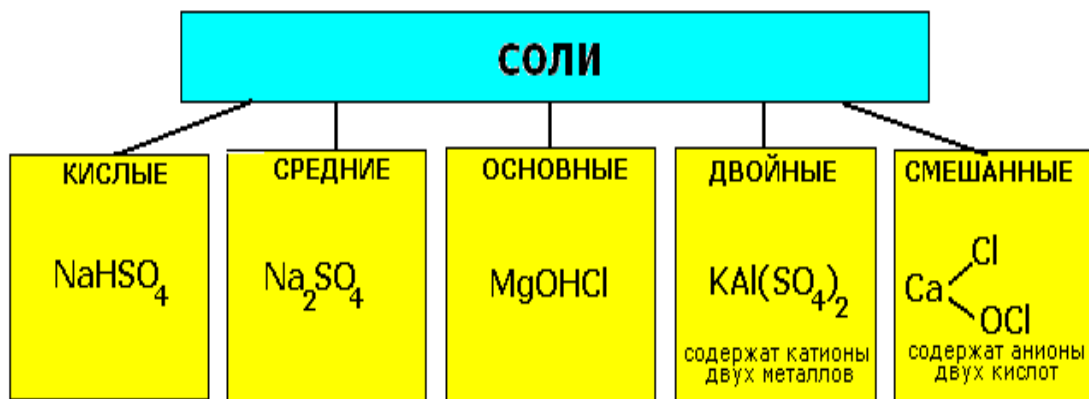 СОЛИ
КИСЛЫЕ
NaHSO₄
СРЕДНИЕ
Na₂SO₄
ОСНОВНЫЕ
MgOHCl
ДВОЙНЫЕ
KAl(SO₄)₂
содержат катионы
двух металлов
СМЕШАННЫЕ
Cl
Ca
OCl
содержат анионы
двух кислот